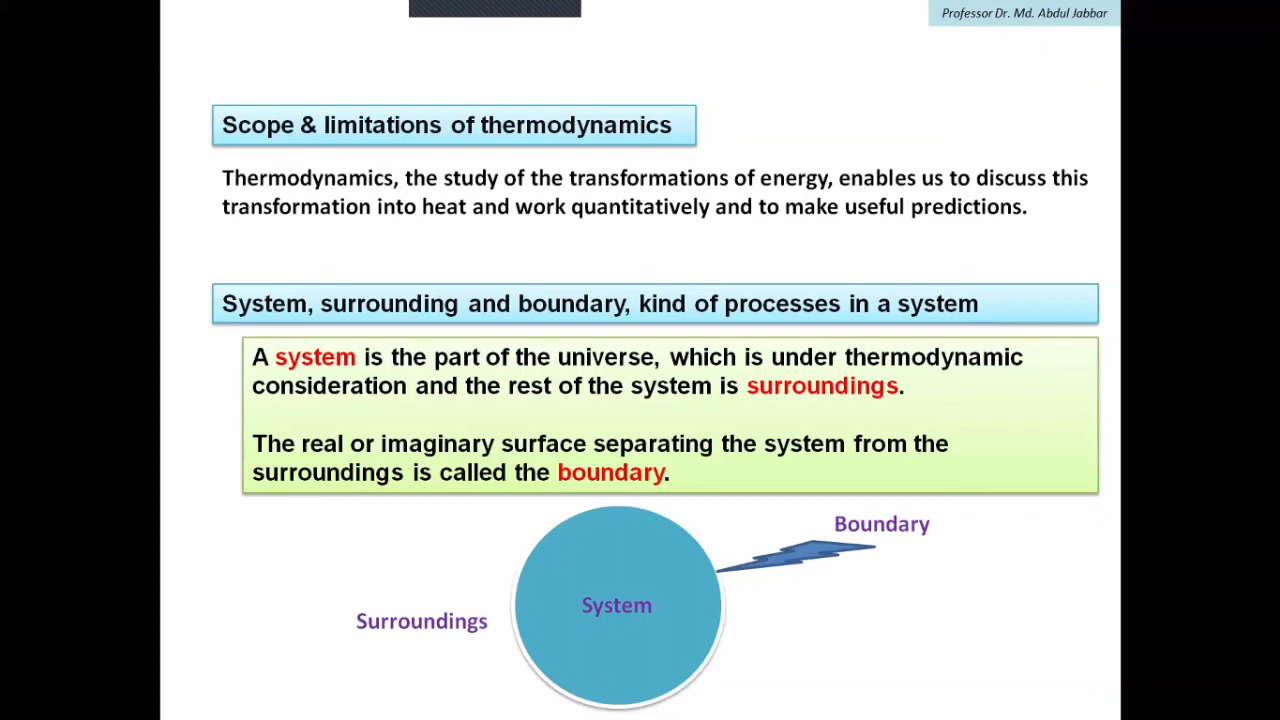 Professor Dr. Md. Abdul Jabbar
Scope & limitations of thermodynamics
Thermodynamics, the study of the transformations of energy, enables us to discuss this
transformation into heat and work quantitatively and to make useful predictions.
System, surrounding and boundary, kind of processes in a system
A system is the part of the universe, which is under thermodynamic
consideration and the rest of the system is surroundings.
The real or imaginary surface separating the system from the
surroundings is called the boundary.
Boundary
System
Surroundings